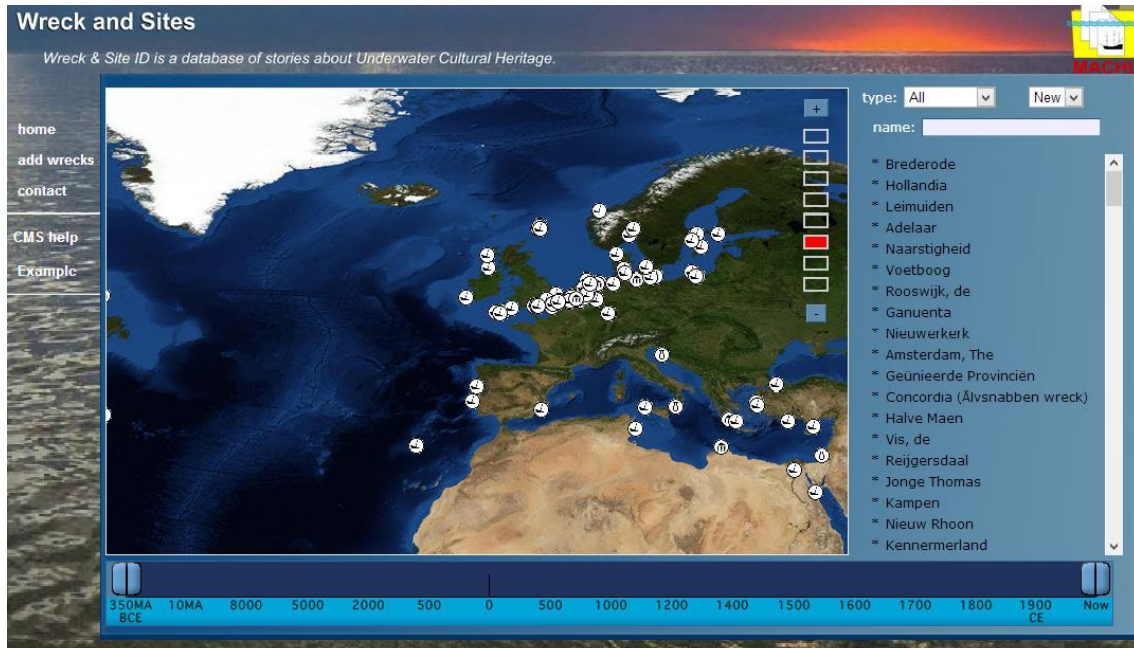 Wreck and Sites
Wreck & Site ID is a database of stories about Underwater Cultural Heritage.
MACHU
home
add wrecks
contact
CMS help
Example
+
-
type: All New
name:
* Brederode
* Hollandia
* Leimuiden
* Adelaar
* Naarstigheid
* Voetboog
* Rooswijk, de
* Ganuenta
* Nieuwerkerk
* Amsterdam, The
* Geünieerde Provinciën
* Concordia (Älvsnabben wreck)
* Halve Maen
* Vis, de
* Reijgersdaal
* Jonge Thomas
* Kampen
* Nieuw Rhoon
* Kennermerland
350MA 10MA 8000 5000 2000 500 0 500 1000 1200 1400 1500 1600 1700 1800 1900 Now
BCE CE